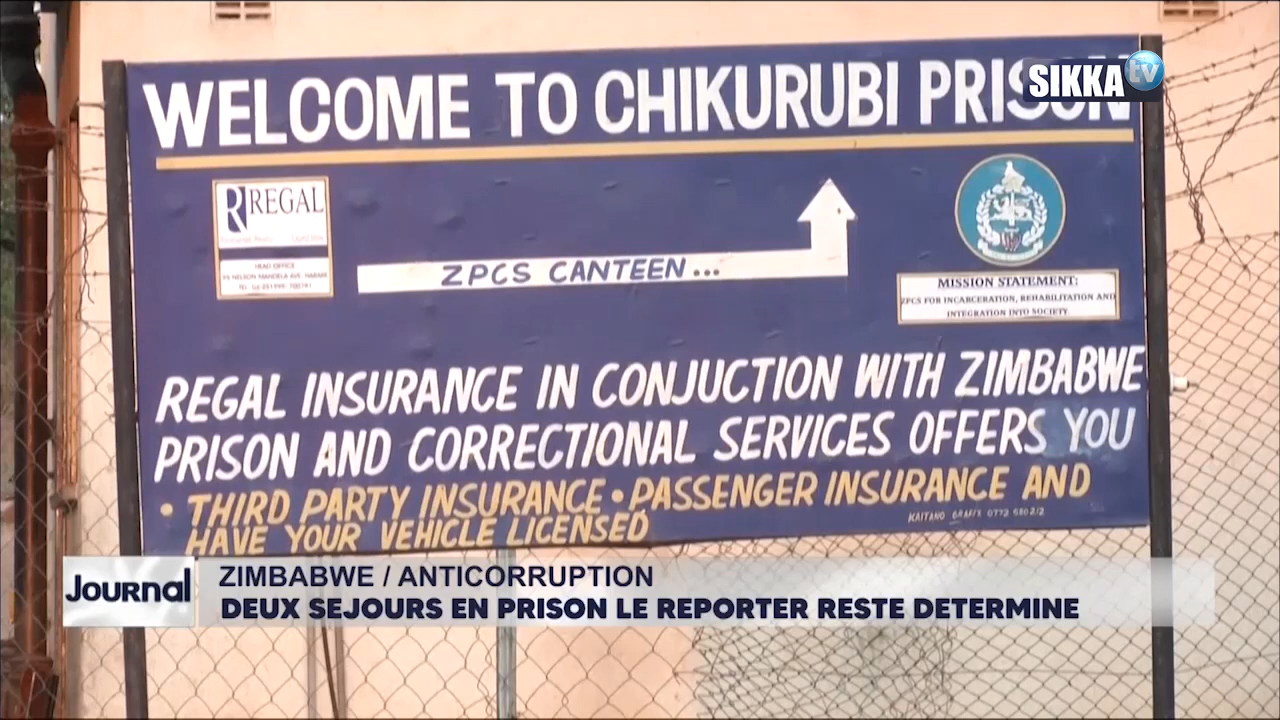 WELCOME TO CHIKURUBI PRISON
SIKKA tv
REGAL
HEAD OFFICE
ZPCS CANTEEN...
MISSION STATEMENT:
ZPCS FOR INCARCERATION, REHABILITATION AND
INTEGRATION INTO SOCIETY
REGAL INSURANCE IN CONJUCTION WITH ZIMBABWE
PRISON AND CORRECTIONAL SERVICES OFFERS YOU
• THIRD PARTY INSURANCE • PASSENGER INSURANCE AND
HAVE YOUR VEHICLE LICENSED
Journal
ZIMBABWE / ANTICORRUPTION
DEUX SEJOURS EN PRISON LE REPORTER RESTE DETERMINE